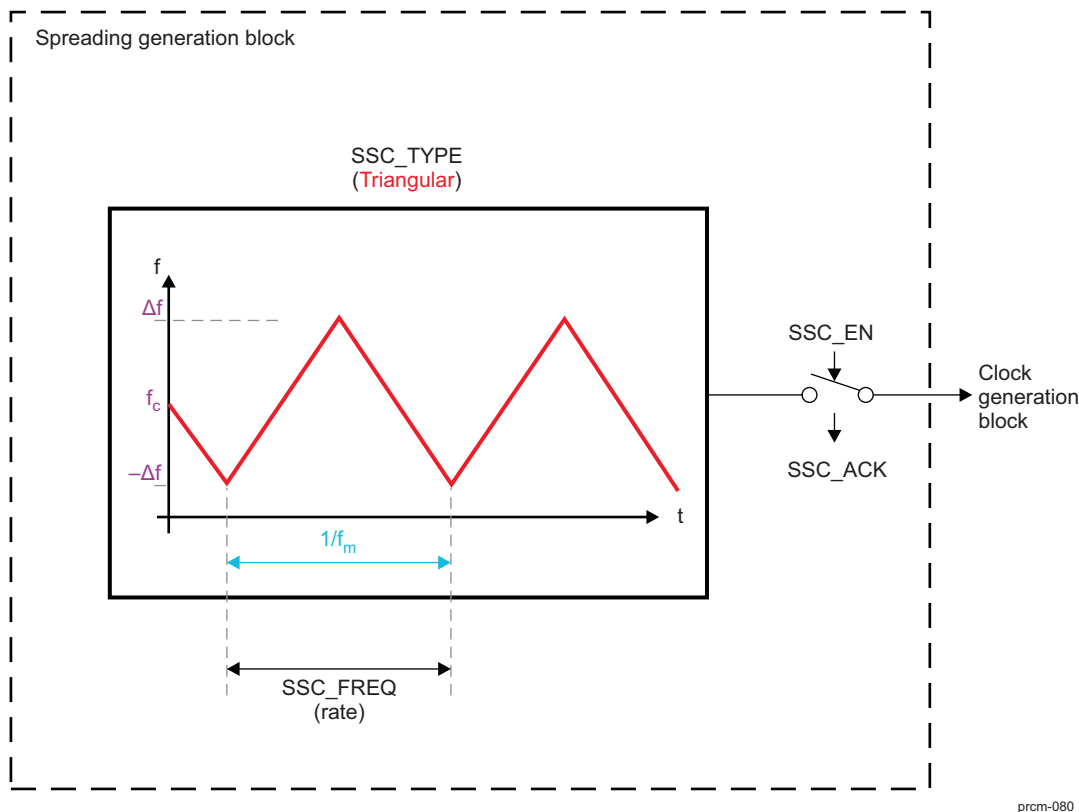 Spreading generation block
SSC_TYPE
(Triangular)
f
Δf
fc
–Δf
t
1/fm
SSC_FREQ
(rate)
SSC_EN
SSC_ACK
Clock
generation
block
prcm-080